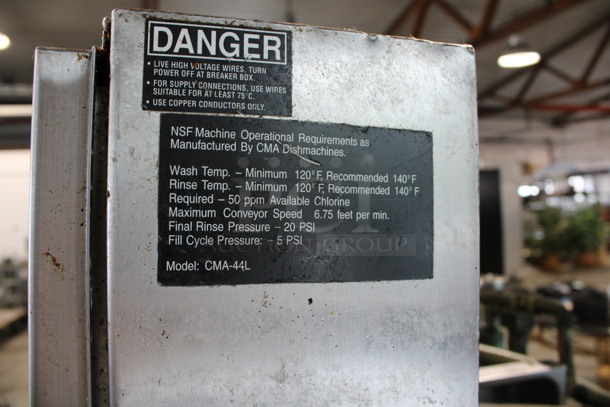 DANGER
• LIVE HIGH VOLTAGE WIRES. TURN
POWER OFF AT BREAKER BOX.
• FOR SUPPLY CONNECTIONS, USE WIRES
SUITABLE FOR AT LEAST 75°C.
• USE COPPER CONDUCTORS ONLY.
NSF Machine Operational Requirements as
Manufactured By CMA Dishmachines.
Wash Temp. – Minimum 120°F, Recommended 140°F
Rinse Temp. – Minimum 120°F, Recommended 140°F
Required – 50 ppm Available Chlorine
Maximum Conveyor Speed 6.75 feet per min.
Final Rinse Pressure – 20 PSI
Fill Cycle Pressure: – 5 PSI
GROUP
Model: CMA-44L